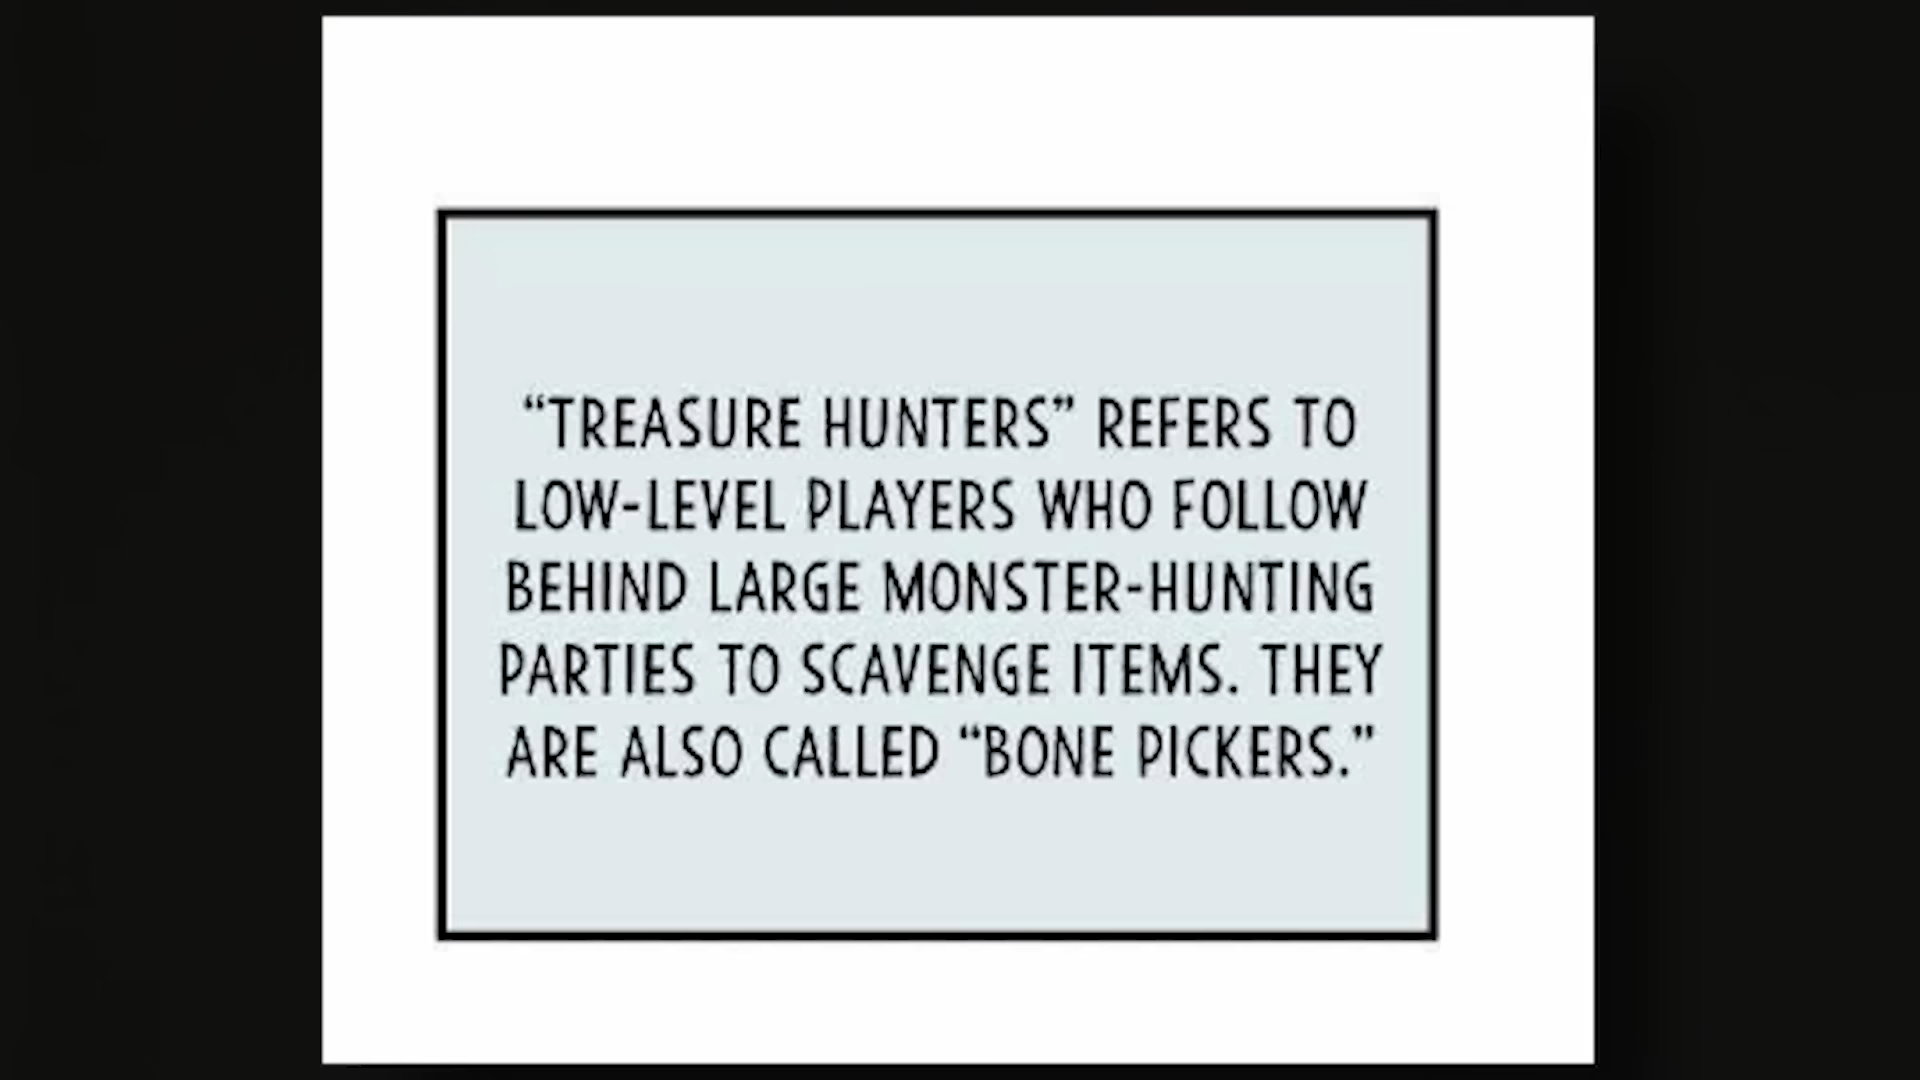 “TREASURE HUNTERS” REFERS TO
LOW-LEVEL PLAYERS WHO FOLLOW
BEHIND LARGE MONSTER-HUNTING
PARTIES TO SCAVENGE ITEMS. THEY
ARE ALSO CALLED “BONE PICKERS.”